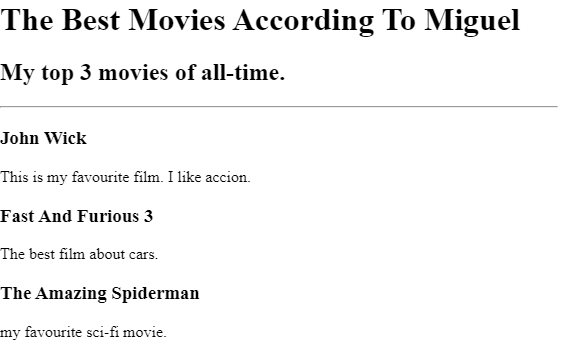 The Best Movies According To Miguel
My top 3 movies of all-time.
John Wick
This is my favourite film. I like accion.
Fast And Furious 3
The best film about cars.
The Amazing Spiderman
my favourite sci-fi movie.